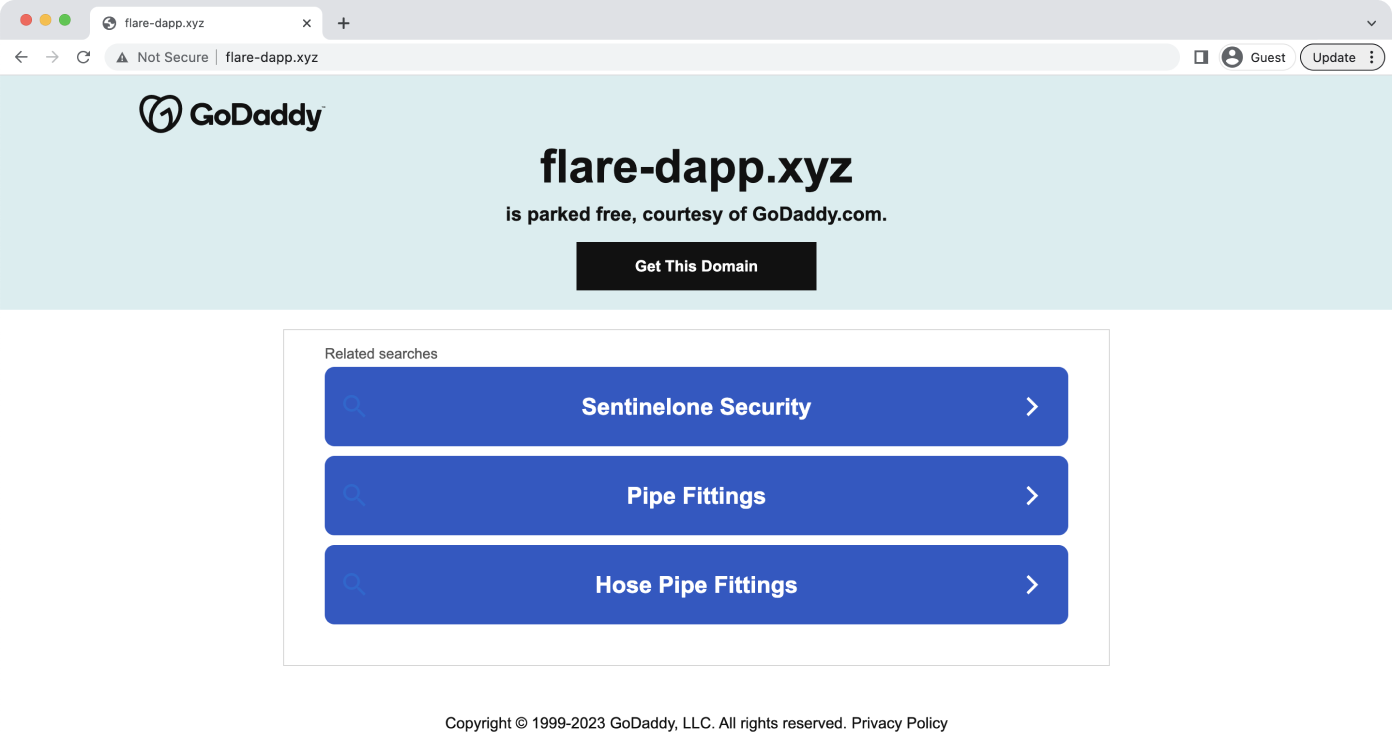 flare-dapp.xyz
Not Secure flare-dapp.xyz Guest Update
GoDaddy™
flare-dapp.xyz
is parked free, courtesy of GoDaddy.com.
Get This Domain
Related searches
Sentinelone Security
Pipe Fittings
Hose Pipe Fittings
Copyright © 1999-2023 GoDaddy, LLC. All rights reserved. Privacy Policy